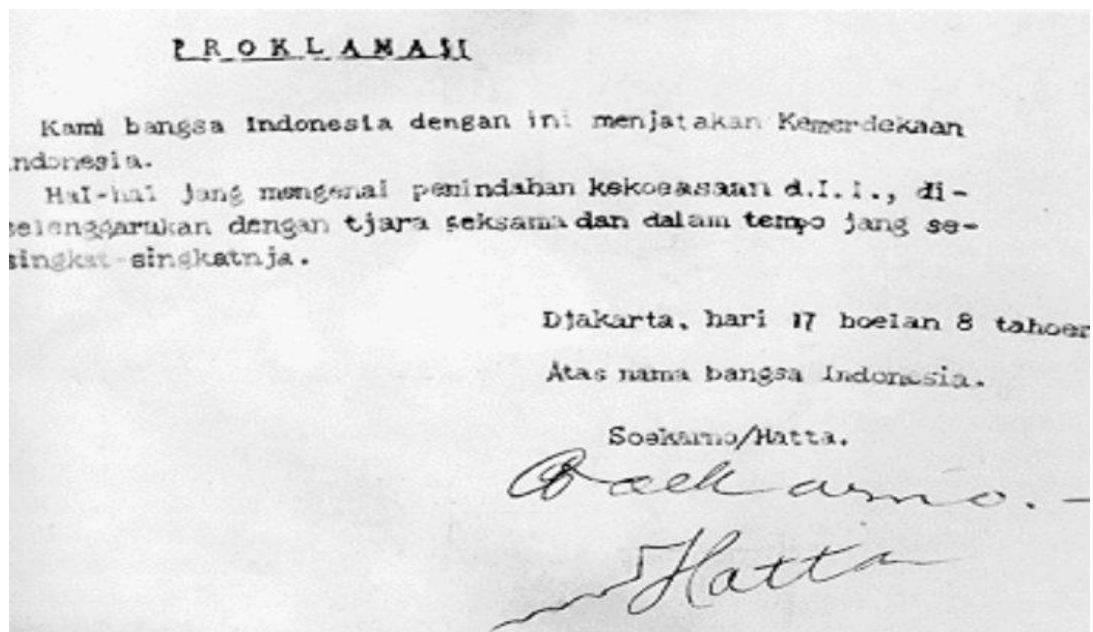 PROKLAMASI
Kami bangsa Indonesia dengan ini menjatakan Kemerdekaan
Indonesia.
Hal-hal jang mengenai pemindahan kekoeasaan d.l.l., di-
selenggarakan dengan tjara seksama dan dalam tempo jang se-
singkat-singkatnja.
Djakarta, hari 17 boelan 8 tahoen
Atas nama bangsa Indonesia.
Soekarno/Hatta.
Soekarno.-
Hatta